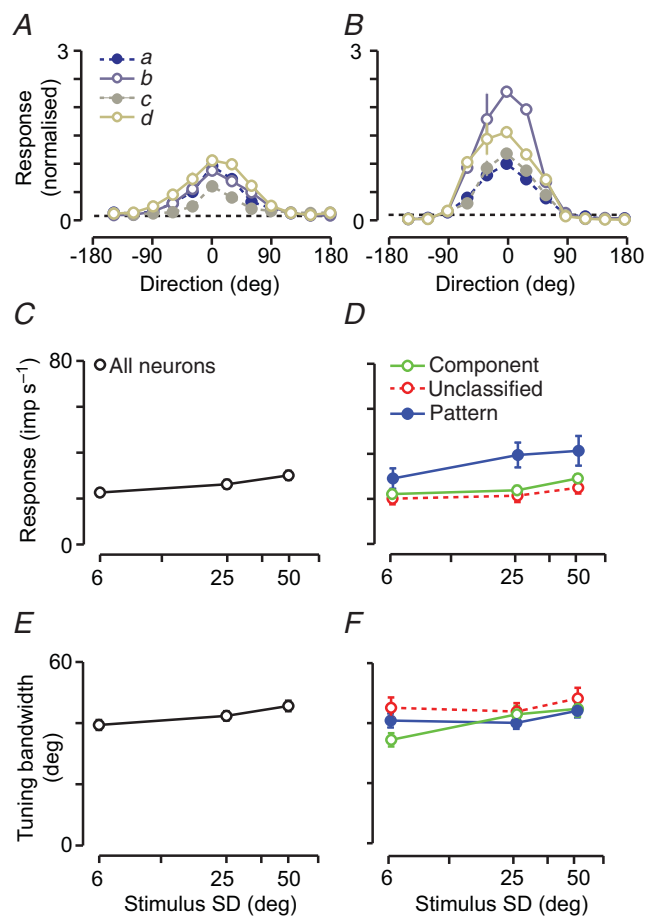 A
B
3
Response
(normalised)
0
a
b
c
d
-180
-90
0
90
180
Direction (deg)
3
0
-180
-90
0
90
180
Direction (deg)
C
D
80
Response (imp s⁻¹)
0
All neurons
6
25
50
Component
Unclassified
Pattern
6
25
50
E
F
60
Tuning bandwidth
(deg)
0
6
25
50
Stimulus SD (deg)
6
25
50
Stimulus SD (deg)